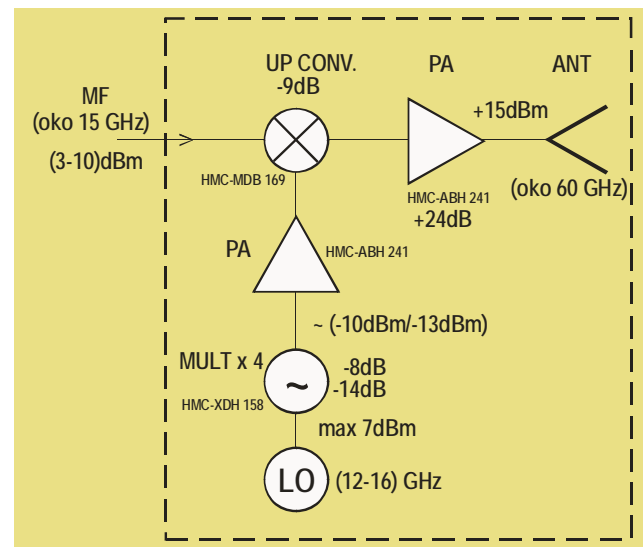 UP CONV.
-9dB
PA
ANT
MF
(oko 15 GHz)
(3-10)dBm
+15dBm
HMC-MDB 169
HMC-ABH 241
+24dB
(oko 60 GHz)
PA
HMC-ABH 241
~ (-10dBm/-13dBm)
MULT x 4
~
-8dB
-14dB
HMC-XDH 158
max 7dBm
LO
(12-16) GHz